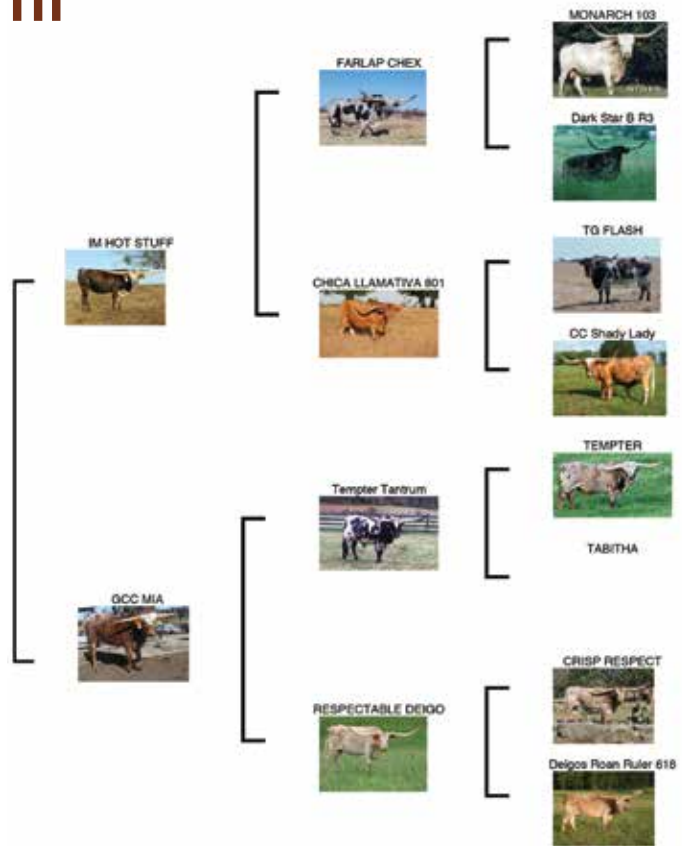 MONARCH 103
FARLAP CHEX
Dark Star B R3
TG FLASH
IM HOT STUFF
CHICA LLAMATIVA 801
CC Shady Lady
TEMPTER
Tempter Tantrum
TABITHA
GCC MIA
CRISP RESPECT
RESPECTABLE DEIGO
Deigos Roan Ruler 618